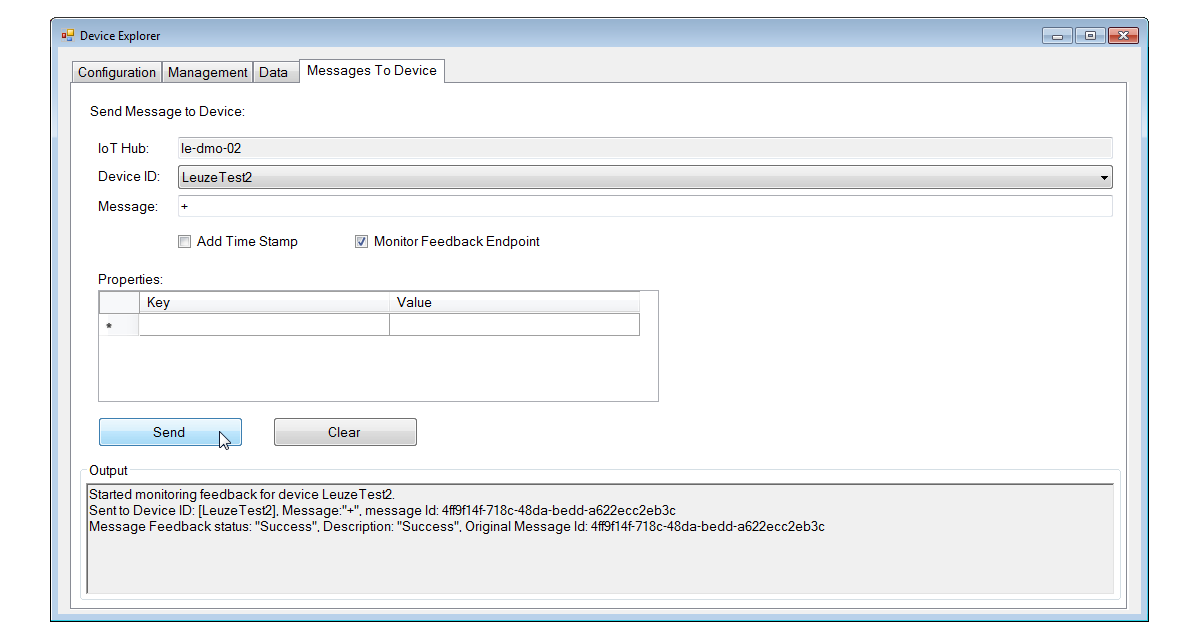 Device Explorer
Configuration Management Data Messages To Device
Send Message to Device:
IoT Hub: le-dmo-02
Device ID: LeuzeTest2
Message: +
Add Time Stamp Monitor Feedback Endpoint
Properties:
Key Value
*
Send Clear
Output
Started monitoring feedback for device LeuzeTest2.
Sent to Device ID: [LeuzeTest2], Message:"+", message Id: 4ff9f14f-718c-48da-bedd-a622ecc2eb3c
Message Feedback status: "Success", Description: "Success", Original Message Id: 4ff9f14f-718c-48da-bedd-a622ecc2eb3c